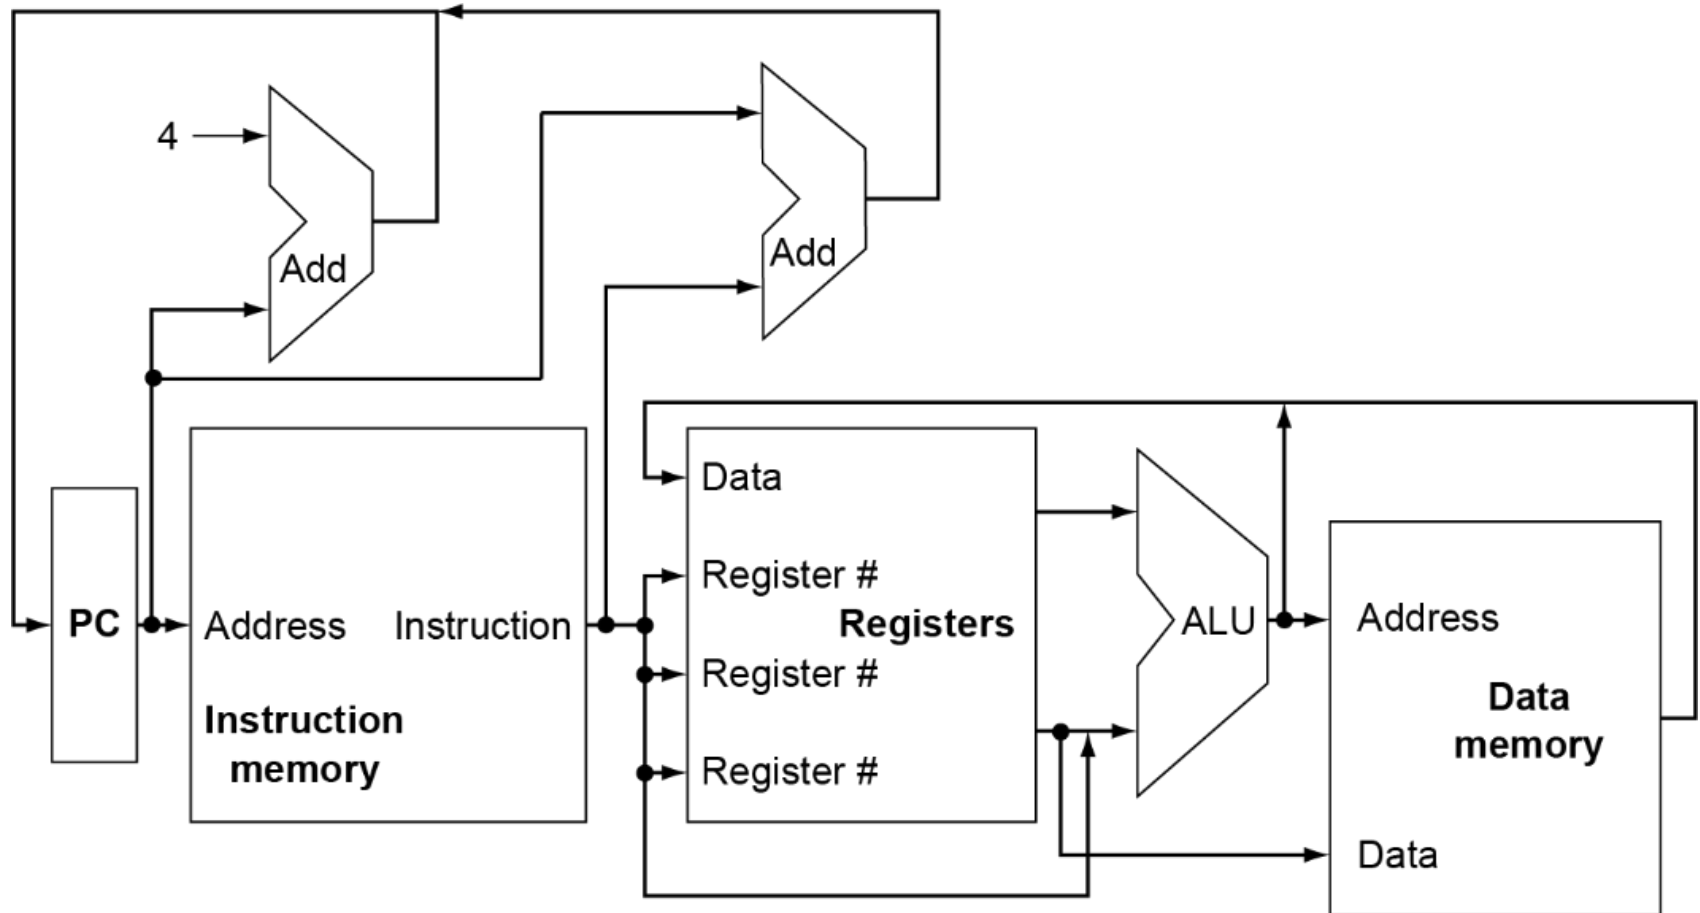 4
Add
Add
PC
Address
Instruction
Instruction
memory
Data
Register #
Registers
Register #
Register #
ALU
Address
Data
memory
Data